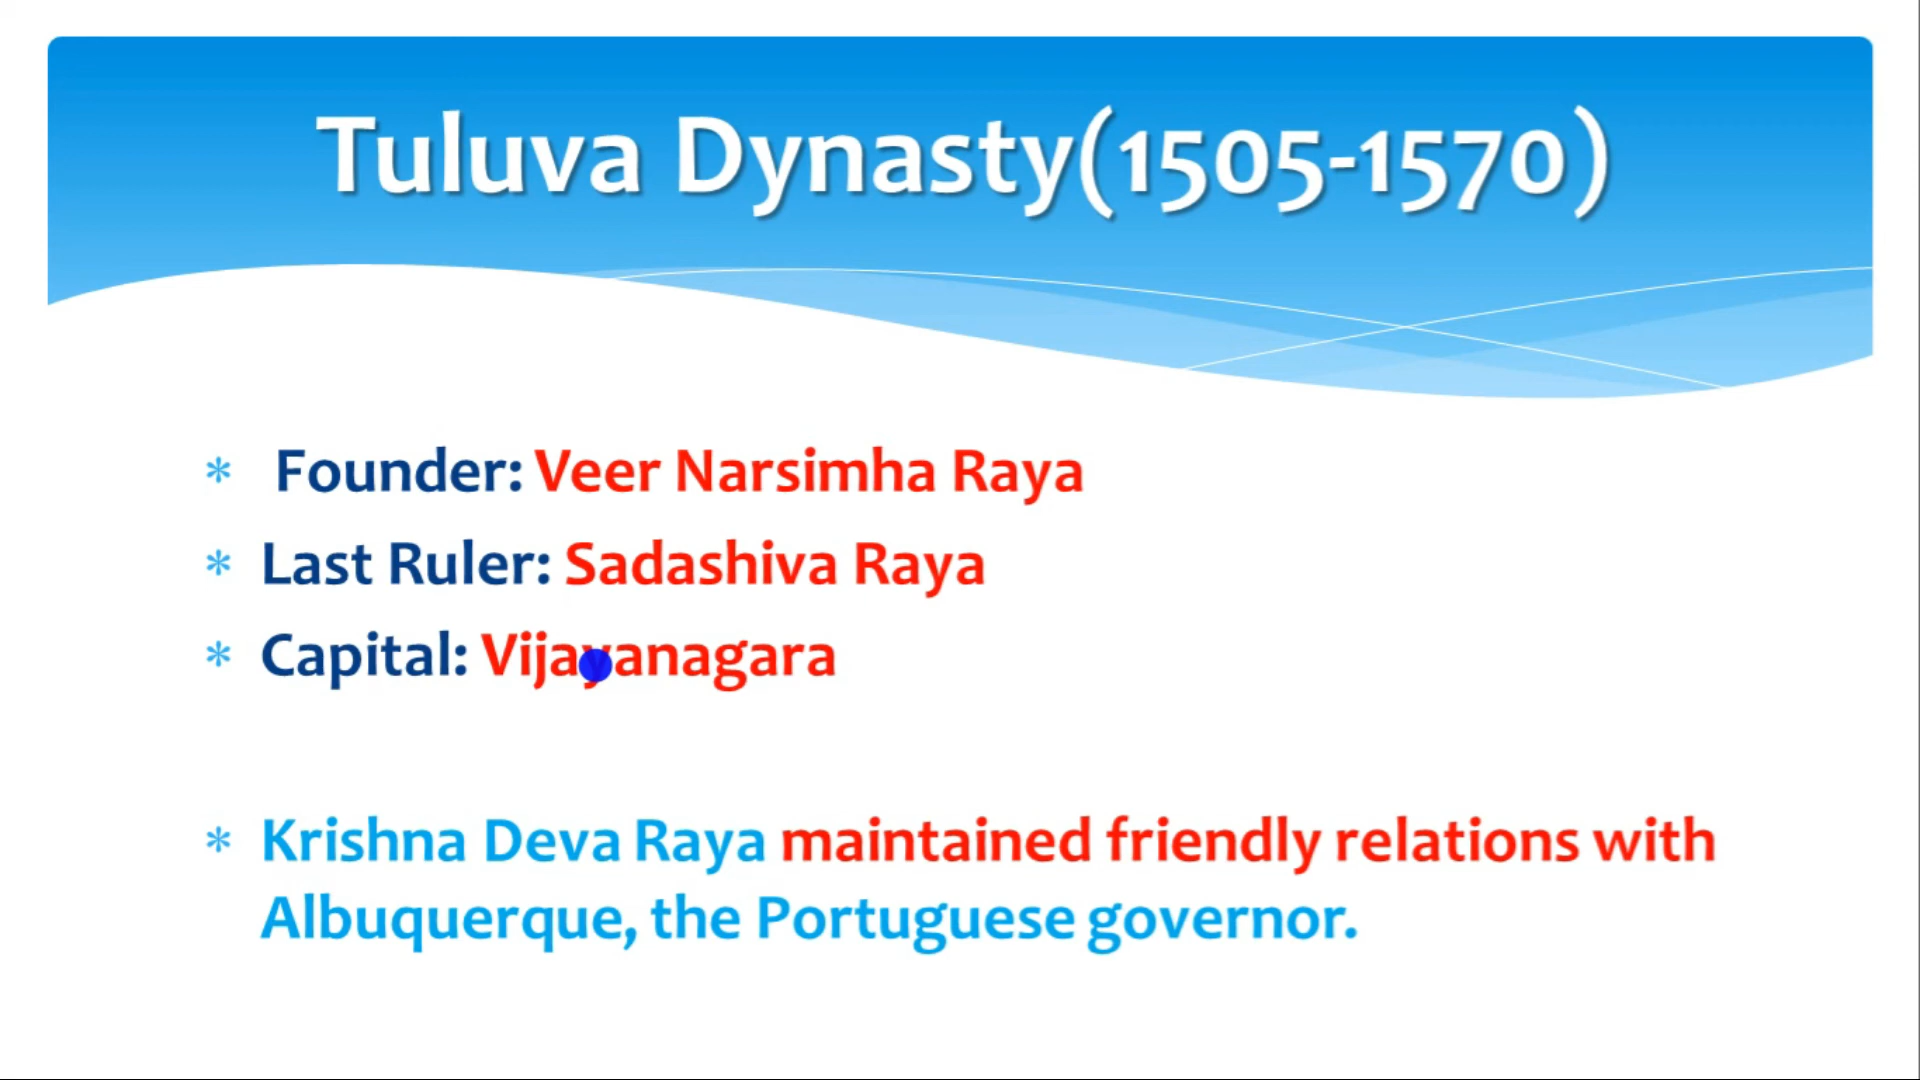 Tuluva Dynasty(1505-1570)
* Founder: Veer Narsimha Raya
* Last Ruler: Sadashiva Raya
* Capital: Vijayanagara
* Krishna Deva Raya maintained friendly relations with
Albuquerque, the Portuguese governor.